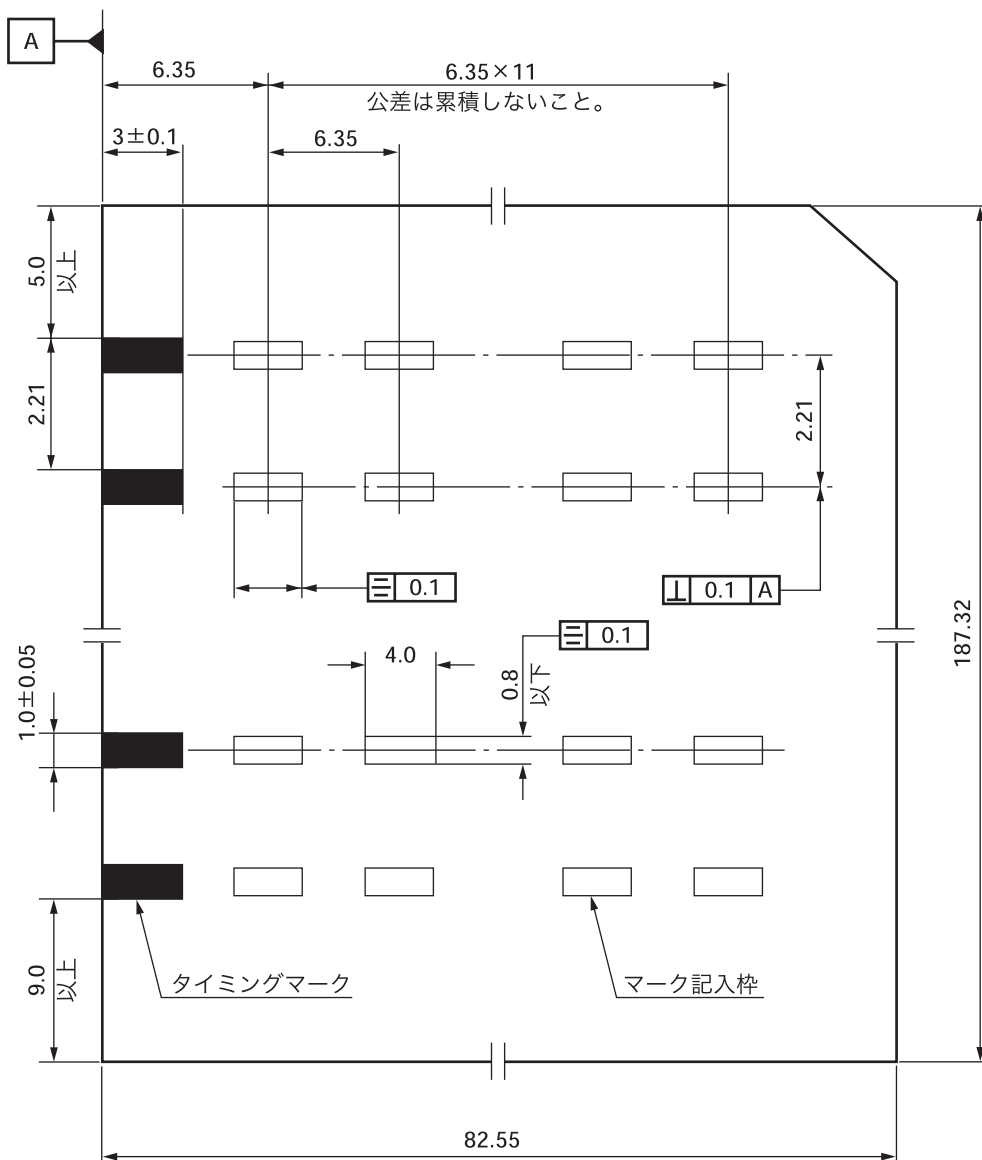 A
6.35
6.35×11
公差は累積しないこと。
3±0.1
6.35
5.0
以上
2.21
2.21
0.1
⊥ 0.1 A
187.32
1.0±0.05
4.0
0.8
以下
0.1
9.0
以上
タイミングマーク
マーク記入枠
82.55